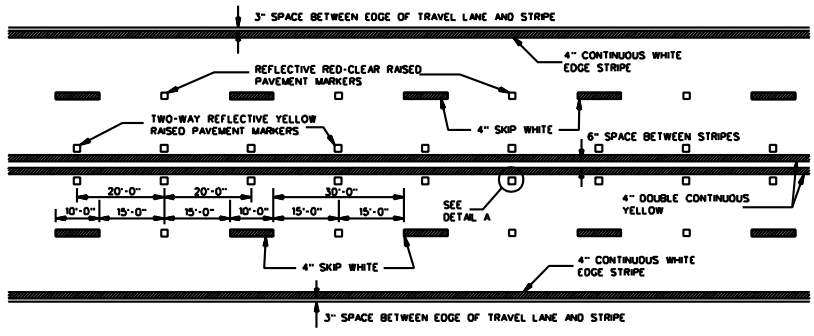 3" SPACE BETWEEN EDGE OF TRAVEL LANE AND STRIPE
4" CONTINUOUS WHITE
EDGE STRIPE
REFLECTIVE RED-CLEAR RAISED
PAVEMENT MARKERS
TWO-WAY REFLECTIVE YELLOW
RAISED PAVEMENT MARKERS
4" SKIP WHITE
6" SPACE BETWEEN STRIPES
20'-0" 20'-0" 30'-0"
10'-0" 15'-0" 15'-0" 10'-0" 15'-0" 15'-0"
SEE
DETAIL A
4" DOUBLE CONTINUOUS
YELLOW
4" SKIP WHITE
4" CONTINUOUS WHITE
EDGE STRIPE
3" SPACE BETWEEN EDGE OF TRAVEL LANE AND STRIPE